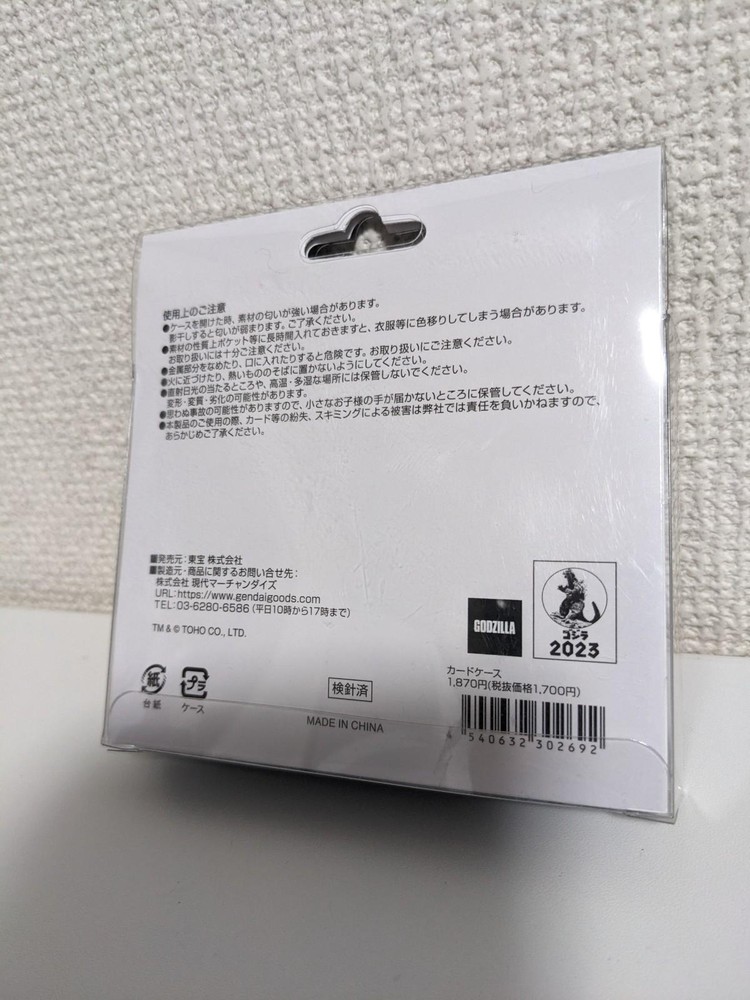 使用上のご注意
●ケースを開けた時、素材の匂いが強い場合があります。
影干しすると匂いが弱まります。ご了承ください。
●素材の性質上ポケット等に長時間入れておきますと、衣服等に色移りしてしまう場合があります。
お取り扱いには十分ご注意ください。
●金属部分をなめたり、口に入れたりすると危険です。お取り扱いにご注意ください。
●火に近づけたり、熱いもののそばに置かないようにしてください。
●直射日光の当たるところや、高温・多湿な場所には保管しないでください。
変形・変質・劣化の可能性があります。
●思わぬ事故の可能性がありますので、小さなお子様の手が届かないところに保管してください。
●本製品のご使用の際、カード等の紛失、スキミングによる被害は弊社では責任を負いかねますので、
あらかじめご了承ください。
■発売元：東宝 株式会社
■製造元・商品に関するお問い合せ先：
株式会社 現代マーチャンダイズ
URL：https://www.gendaigoods.com
TEL：03-6280-6586（平日10時から17時まで）
TM & © TOHO CO., LTD.
GODZILLA
ゴジラ
2023
紙
台紙
プラ
ケース
検針済
MADE IN CHINA
カードケース
1,870円(税抜価格1,700円)
4 540632 302692